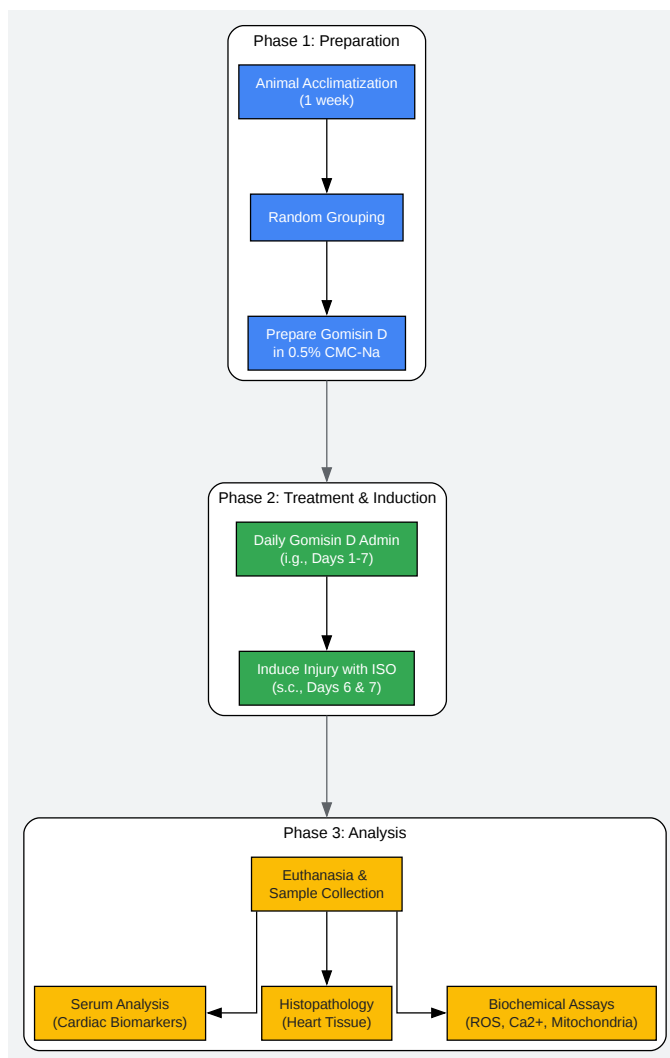 Phase 1: Preparation
Animal Acclimatization
(1 week)
Random Grouping
Prepare Gomisin D
in 0.5% CMC-Na
Phase 2: Treatment & Induction
Daily Gomisin D Admin
(i.g., Days 1-7)
Induce Injury with ISO
(s.c., Days 6 & 7)
Phase 3: Analysis
Euthanasia &
Sample Collection
Serum Analysis
(Cardiac Biomarkers)
Histopathology
(Heart Tissue)
Biochemical Assays
(ROS, Ca2+, Mitochondria)